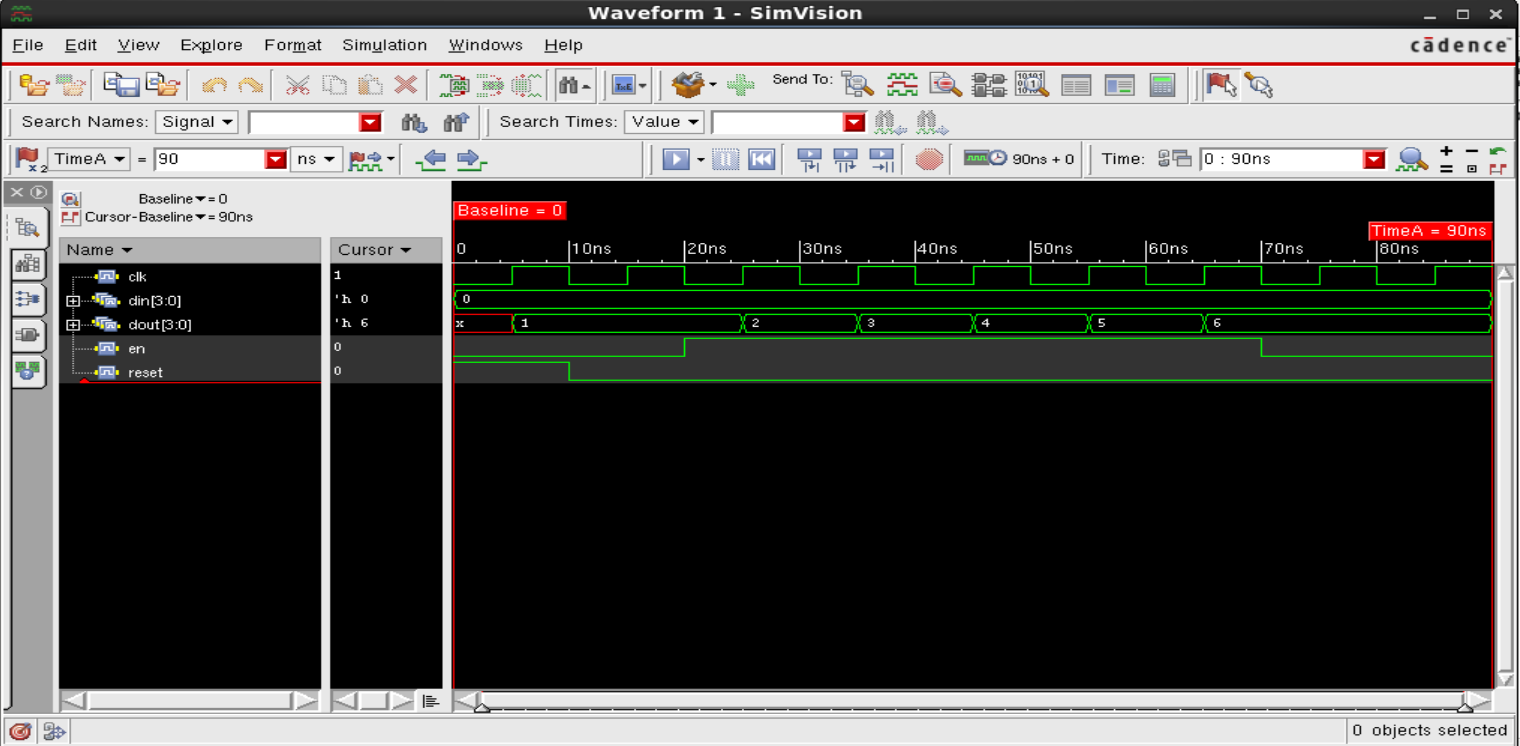 Waveform 1 - SimVision
File Edit View Explore Format Simulation Windows Help cādence
Send To:
Search Names: Signal Search Times: Value
x2 TimeA = 90 ns 90ns + 0 Time: 0 : 90ns
Baseline = 0
Cursor-Baseline = 90ns
Baseline = 0
TimeA = 90ns
Name Cursor 0 10ns 20ns 30ns 40ns 50ns 60ns 70ns 80ns
clk 1
din[3:0] 'h 0 0
dout[3:0] 'h 6 x 1 2 3 4 5 6
en 0
reset 0
0 objects selected